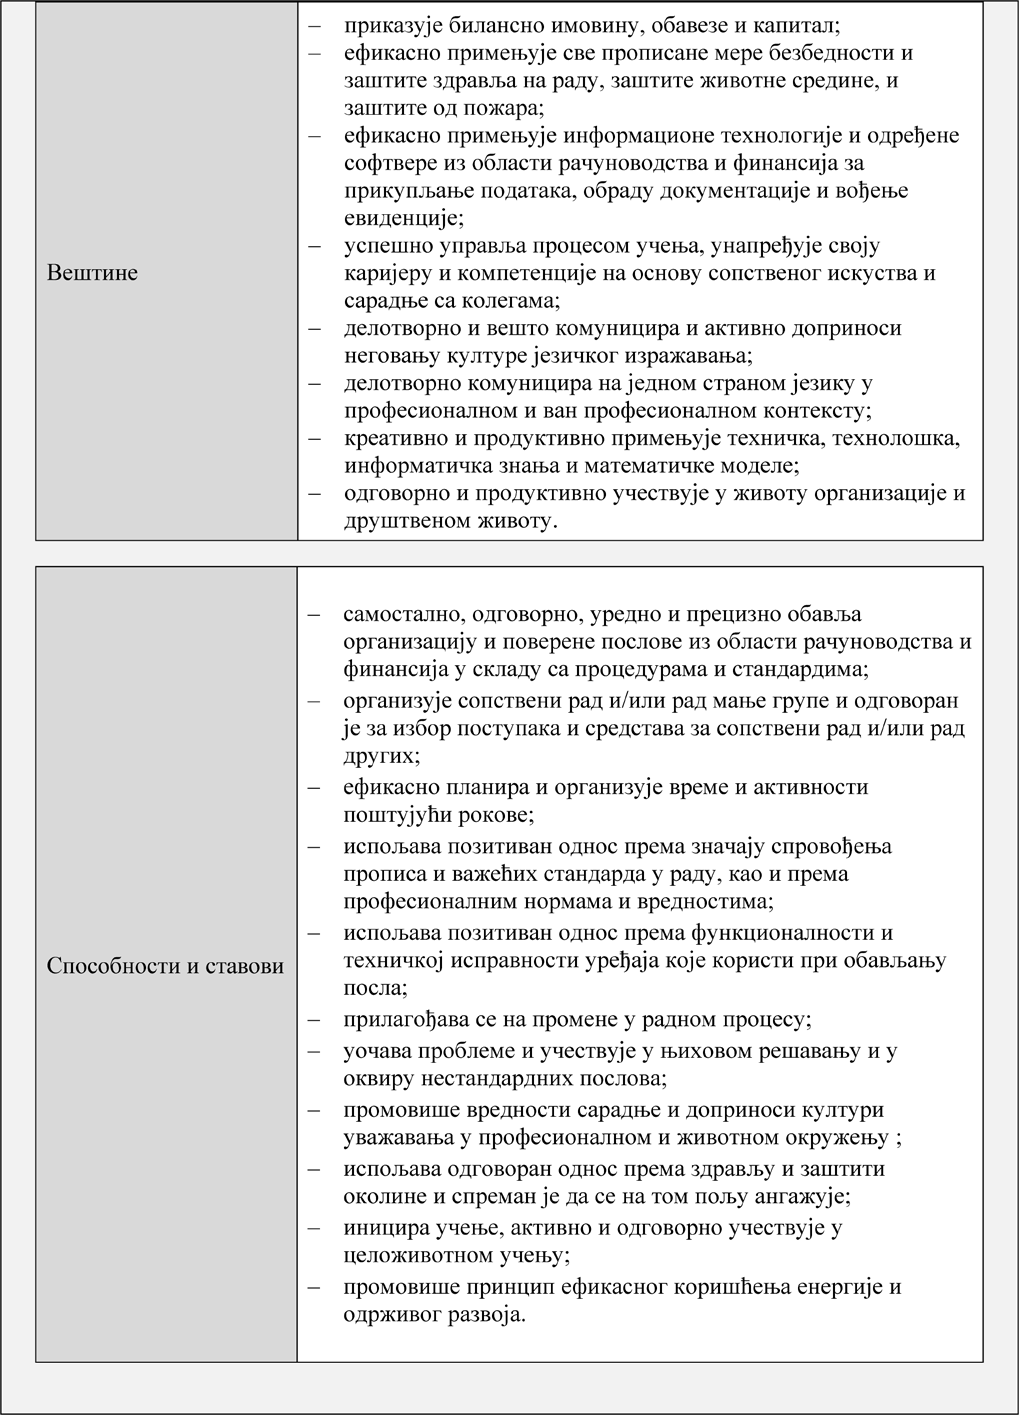 Вештине
– приказује билансно имовину, обавезе и капитал;
– ефикасно примењује све прописане мере безбедности и
заштите здравља на раду, заштите животне средине, и
заштите од пожара;
– ефикасно примењује информационе технологије и одређене
софтвере из области рачуноводства и финансија за
прикупљање података, обраду документације и вођење
евиденције;
– успешно управља процесом учења, унапређује своју
каријеру и компетенције на основу сопственог искуства и
сарадње са колегама;
– делотворно и вешто комуницира и активно доприноси
неговању културе језичког изражавања;
– делотворно комуницира на једном страном језику у
професионалном и ван професионалном контексту;
– креативно и продуктивно примењује техничка, технолошка,
информатичка знања и математичке моделе;
– одговорно и продуктивно учествује у животу организације и
друштвеном животу.
Способности и ставови
– самостално, одговорно, уредно и прецизно обавља
организацију и поверене послове из области рачуноводства и
финансија у складу са процедурама и стандардима;
– организује сопствени рад и/или рад мање групе и одговоран
је за избор поступака и средстава за сопствени рад и/или рад
других;
– ефикасно планира и организује време и активности
поштујући рокове;
– испољава позитиван однос према значају спровођења
прописа и важећих стандарда у раду, као и према
професионалним нормама и вредностима;
– испољава позитиван однос према функционалности и
техничкој исправности уређаја које користи при обављању
посла;
– прилагођава се на промене у радном процесу;
– уочава проблеме и учествује у њиховом решавању и у
оквиру нестандардних послова;
– промовише вредности сарадње и доприноси култури
уважавања у професионалном и животном окружењу ;
– испољава одговоран однос према здрављу и заштити
околине и спреман је да се на том пољу ангажује;
– иницира учење, активно и одговорно учествује у
целоживотном учењу;
– промовише принцип ефикасног коришћења енергије и
одрживог развоја.